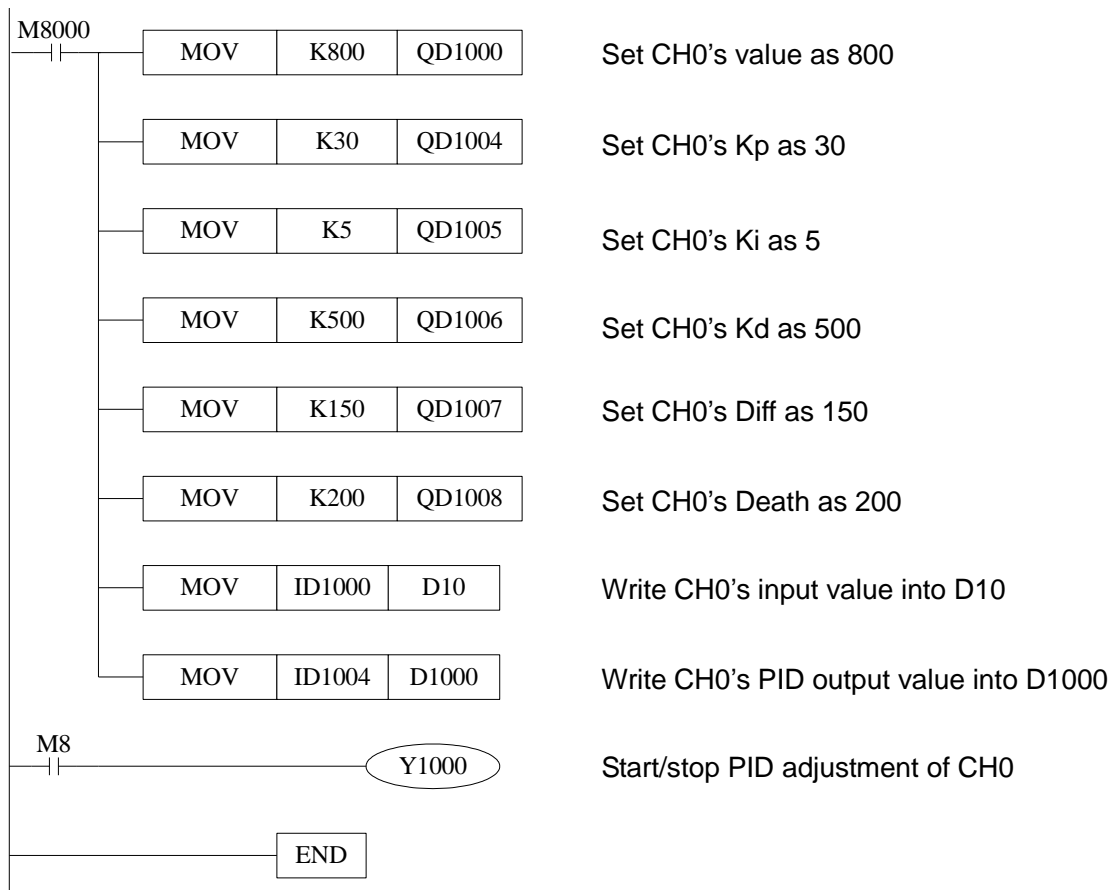 M8000
MOV K800 QD1000 Set CH0's value as 800
MOV K30 QD1004 Set CH0's Kp as 30
MOV K5 QD1005 Set CH0's Ki as 5
MOV K500 QD1006 Set CH0's Kd as 500
MOV K150 QD1007 Set CH0's Diff as 150
MOV K200 QD1008 Set CH0's Death as 200
MOV ID1000 D10 Write CH0's input value into D10
MOV ID1004 D1000 Write CH0's PID output value into D1000
M8
Y1000 Start/stop PID adjustment of CH0
END